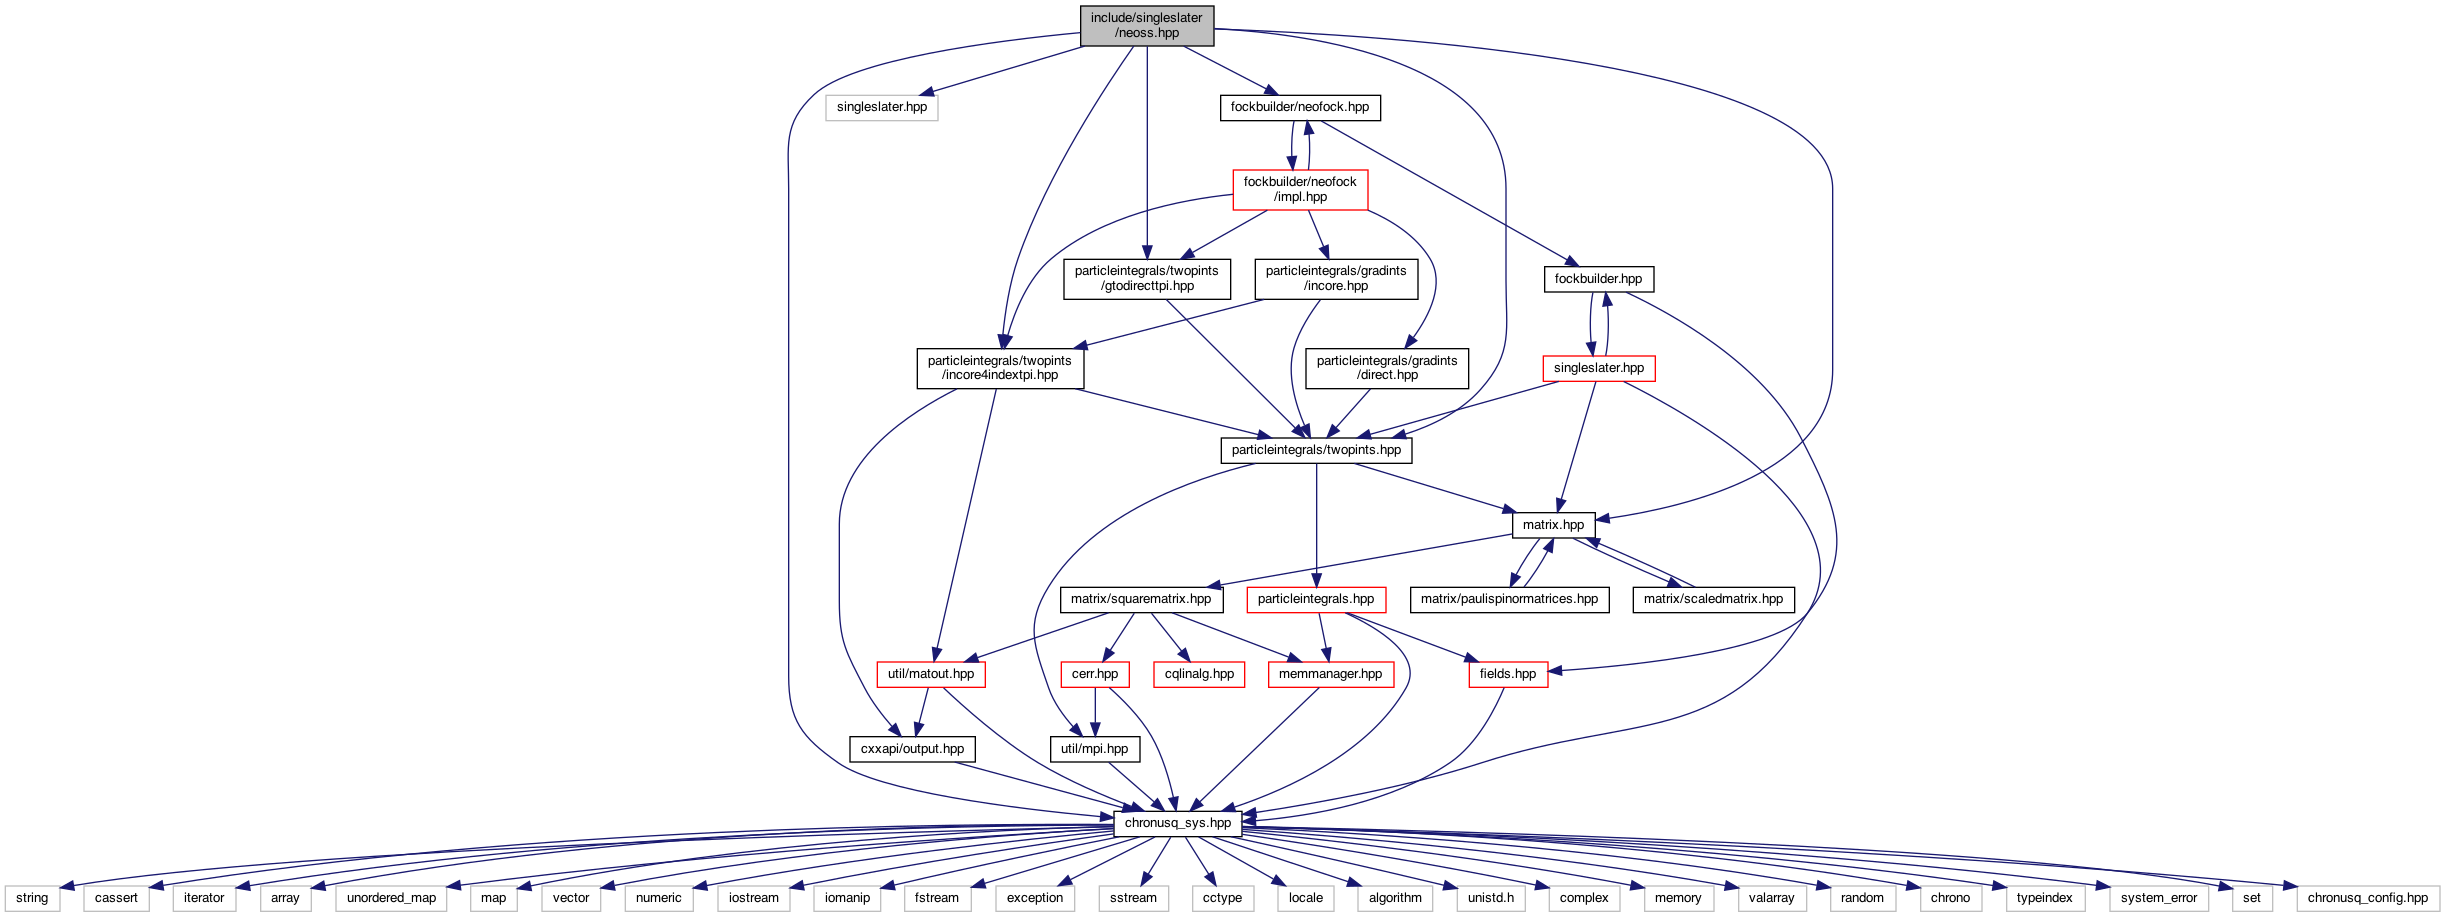 include/singleslater
/neoss.hpp
singleslater.hpp
fockbuilder/neofock.hpp
fockbuilder/neofock
/impl.hpp
particleintegrals/twopints
/gtodirecttpi.hpp
particleintegrals/gradints
/incore.hpp
fockbuilder.hpp
particleintegrals/twopints
/incore4indextpi.hpp
particleintegrals/gradints
/direct.hpp
singleslater.hpp
particleintegrals/twopints.hpp
matrix.hpp
matrix/squarematrix.hpp
particleintegrals.hpp
matrix/paulispinormatrices.hpp
matrix/scaledmatrix.hpp
util/matout.hpp
cerr.hpp
cqlinalg.hpp
memmanager.hpp
fields.hpp
cxxapi/output.hpp
util/mpi.hpp
chronusq_sys.hpp
string
cassert
iterator
array
unordered_map
map
vector
numeric
iostream
iomanip
fstream
exception
sstream
cctype
locale
algorithm
unistd.h
complex
memory
valarray
random
chrono
typeindex
system_error
set
chronusq_config.hpp